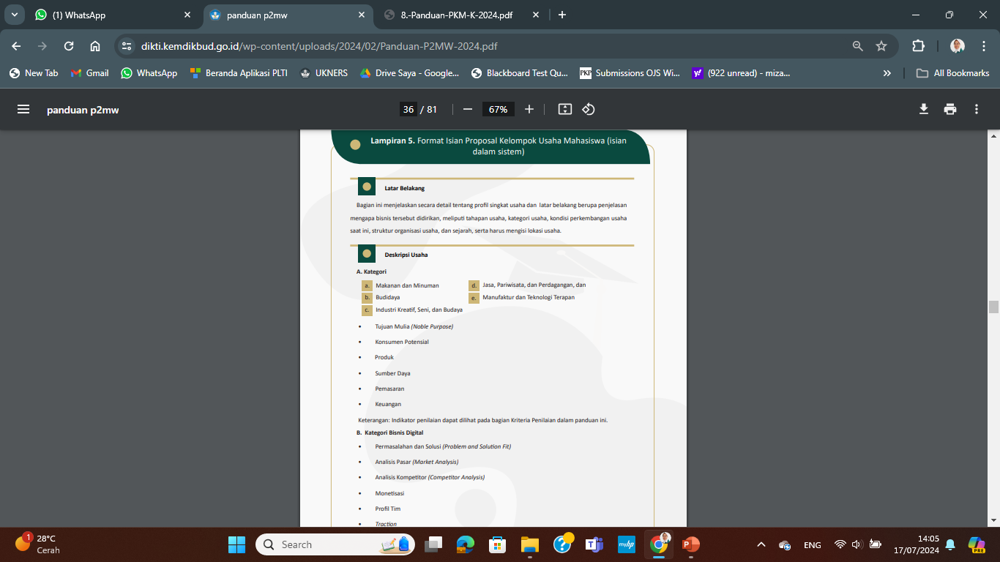 (1) WhatsApp
panduan p2mw
8.-Panduan-PKM-K-2024.pdf
dikti.kemdikbud.go.id/wp-content/uploads/2024/02/Panduan-P2MW-2024.pdf
New Tab
Gmail
WhatsApp
Beranda Aplikasi PLTI
UKNERS
Drive Saya - Google...
Blackboard Test Qu...
PKP
Submissions OJS Wi...
(922 unread) - miza...
All Bookmarks
panduan p2mw
36 / 81
67%
Lampiran 5. Format Isian Proposal Kelompok Usaha Mahasiswa (isian
dalam sistem)
Latar Belakang
Bagian ini menjelaskan secara detail tentang profil singkat usaha dan latar belakang berupa penjelasan
mengapa bisnis tersebut didirikan, meliputi tahapan usaha, kategori usaha, kondisi perkembangan usaha
saat ini, struktur organisasi usaha, dan sejarah, serta harus mengisi lokasi usaha.
Deskripsi Usaha
A. Kategori
a. Makanan dan Minuman
b. Budidaya
c. Industri Kreatif, Seni, dan Budaya
d. Jasa, Pariwisata, dan Perdagangan, dan
e. Manufaktur dan Teknologi Terapan
• Tujuan Mulia (Noble Purpose)
• Konsumen Potensial
• Produk
• Sumber Daya
• Pemasaran
• Keuangan
Keterangan: Indikator penilaian dapat dilihat pada bagian Kriteria Penilaian dalam panduan ini.
B. Kategori Bisnis Digital
• Permasalahan dan Solusi (Problem and Solution Fit)
• Analisis Pasar (Market Analysis)
• Analisis Kompetitor (Competitor Analysis)
• Monetisasi
• Profil Tim
• Traction
1
28°C
Cerah
Search
myhp
ENG
14:05
17/07/2024
PRE